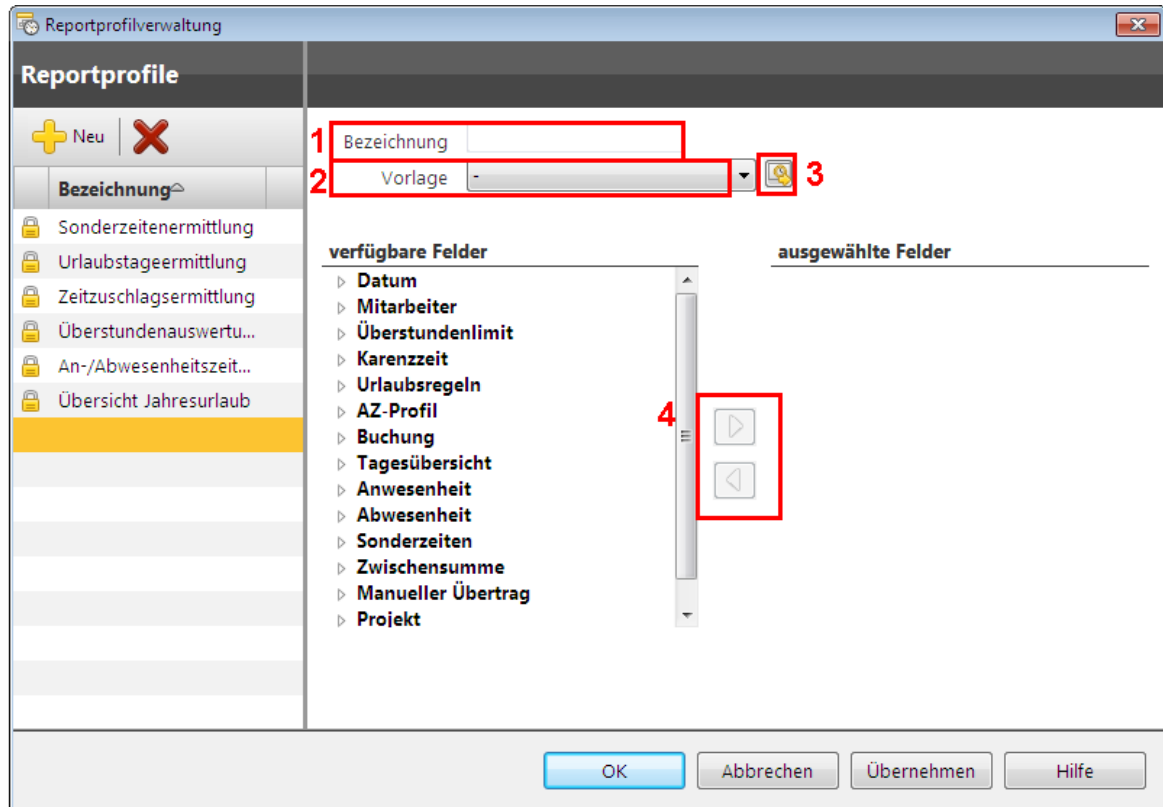 Reportprofilverwaltung
Reportprofile
Neu
Bezeichnung
Sonderzeitenermittlung
Urlaubstageermittlung
Zeitzuschlagsermittlung
Überstundenauswertu...
An-/Abwesenheitszeit...
Übersicht Jahresurlaub
1 Bezeichnung
2 Vorlage - 3
verfügbare Felder
Datum
Mitarbeiter
Überstundenlimit
Karenzzeit
Urlaubsregeln
AZ-Profil
Buchung
Tagesübersicht
Anwesenheit
Abwesenheit
Sonderzeiten
Zwischensumme
Manueller Übertrag
Projekt
4
ausgewählte Felder
OK Abbrechen Übernehmen Hilfe